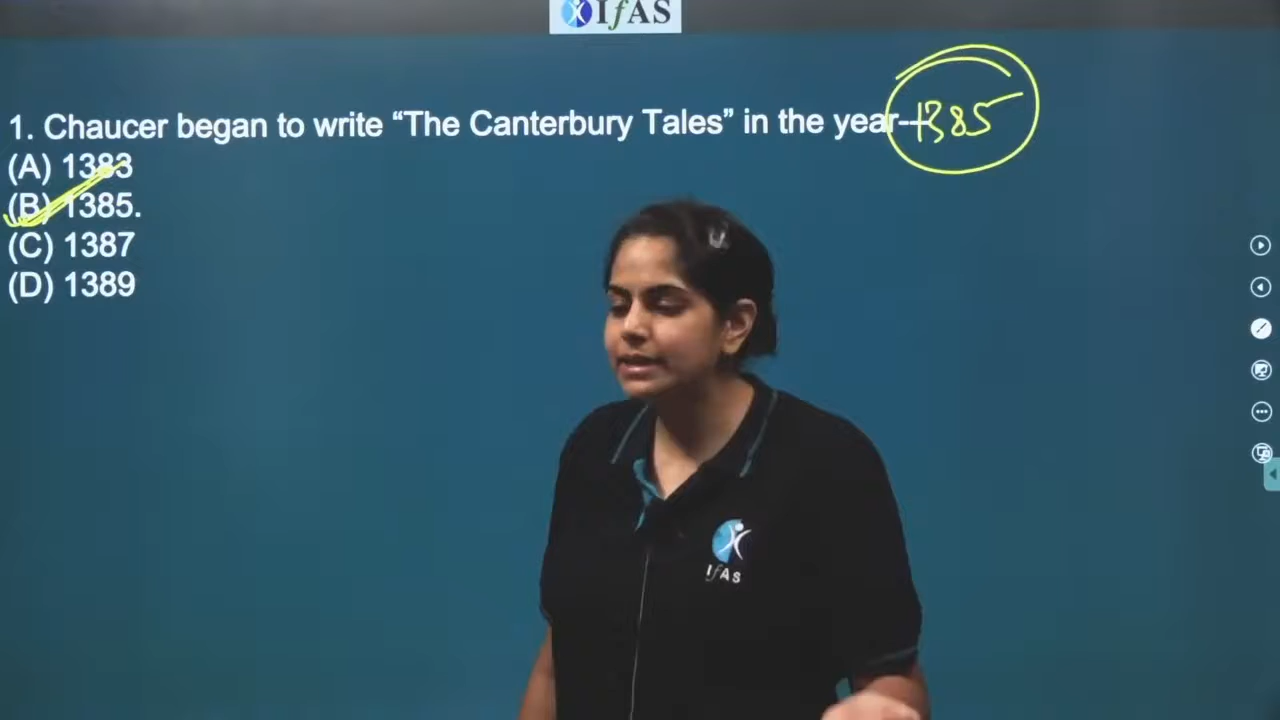 IfAS
1. Chaucer began to write “The Canterbury Tales” in the year-- 1385
(A) 1383
(B) 1385.
(C) 1387
(D) 1389
IfAS